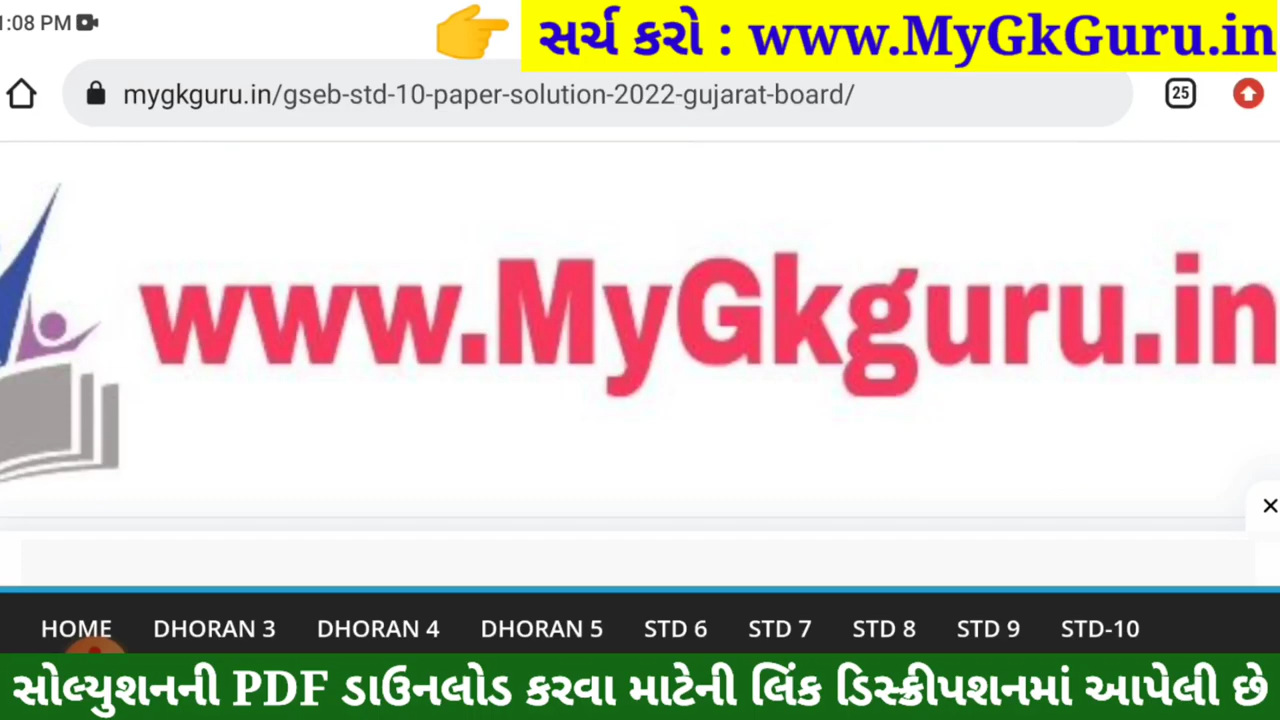 1:08 PM
👉 સર્ચ કરો : www.MyGkGuru.in
mygkguru.in/gseb-std-10-paper-solution-2022-gujarat-board/
25
www.MyGkguru.in
HOME DHORAN 3 DHORAN 4 DHORAN 5 STD 6 STD 7 STD 8 STD 9 STD-10
સોલ્યુશનની PDF ડાઉનલોડ કરવા માટેની લિંક ડિસ્ક્રીપશનમાં આપેલી છે